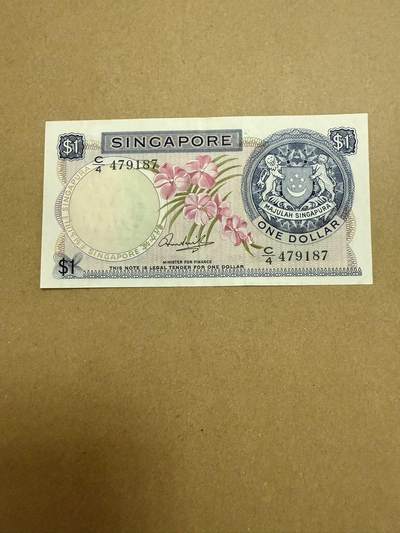 $1
SINGAPORE
$1
C/4 479187
MAJULAH SINGAPURA
ONE DOLLAR
C/4 479187
$1
MINISTER FOR FINANCE
THIS NOTE IS LEGAL TENDER FOR ONE DOLLAR